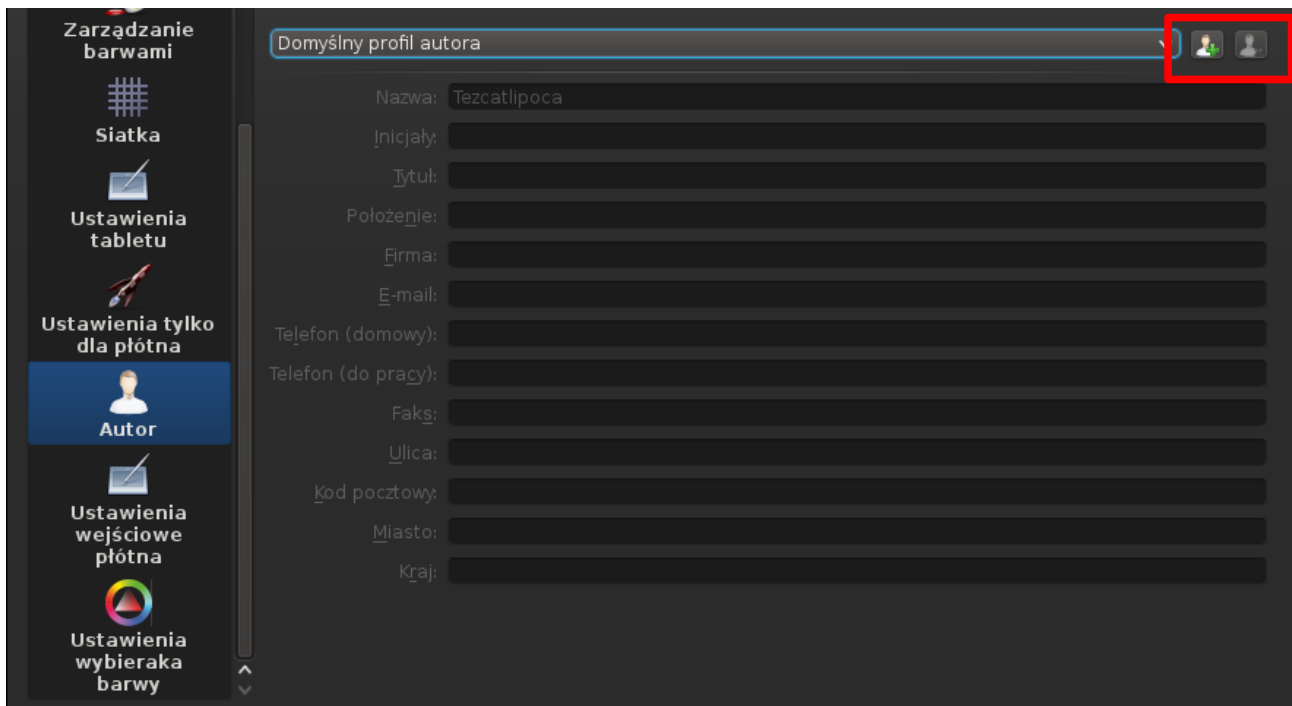 Zarządzanie
barwami
Siatka
Ustawienia
tabletu
Ustawienia tylko
dla płótna
Autor
Ustawienia
wejściowe
płótna
Ustawienia
wybieraka
barwy
Domyślny profil autora
Nazwa: Tezcatlipoca
Inicjały:
Tytuł:
Położenie:
Firma:
E-mail:
Telefon (domowy):
Telefon (do pracy):
Faks:
Ulica:
Kod pocztowy:
Miasto:
Kraj: